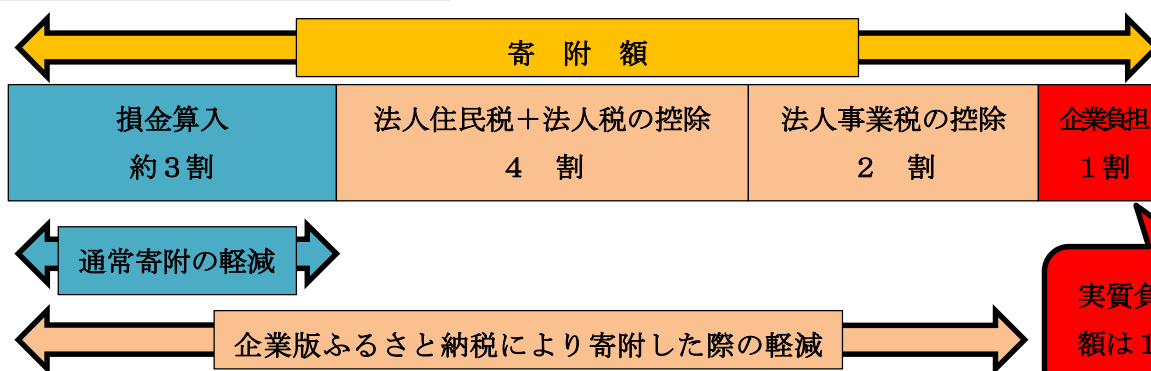 寄　附　額
損金算入
約３割
法人住民税＋法人税の控除
４　割
法人事業税の控除
２　割
企業負担
１割
通常寄附の軽減
企業版ふるさと納税により寄附した際の軽減
実質負
額は１